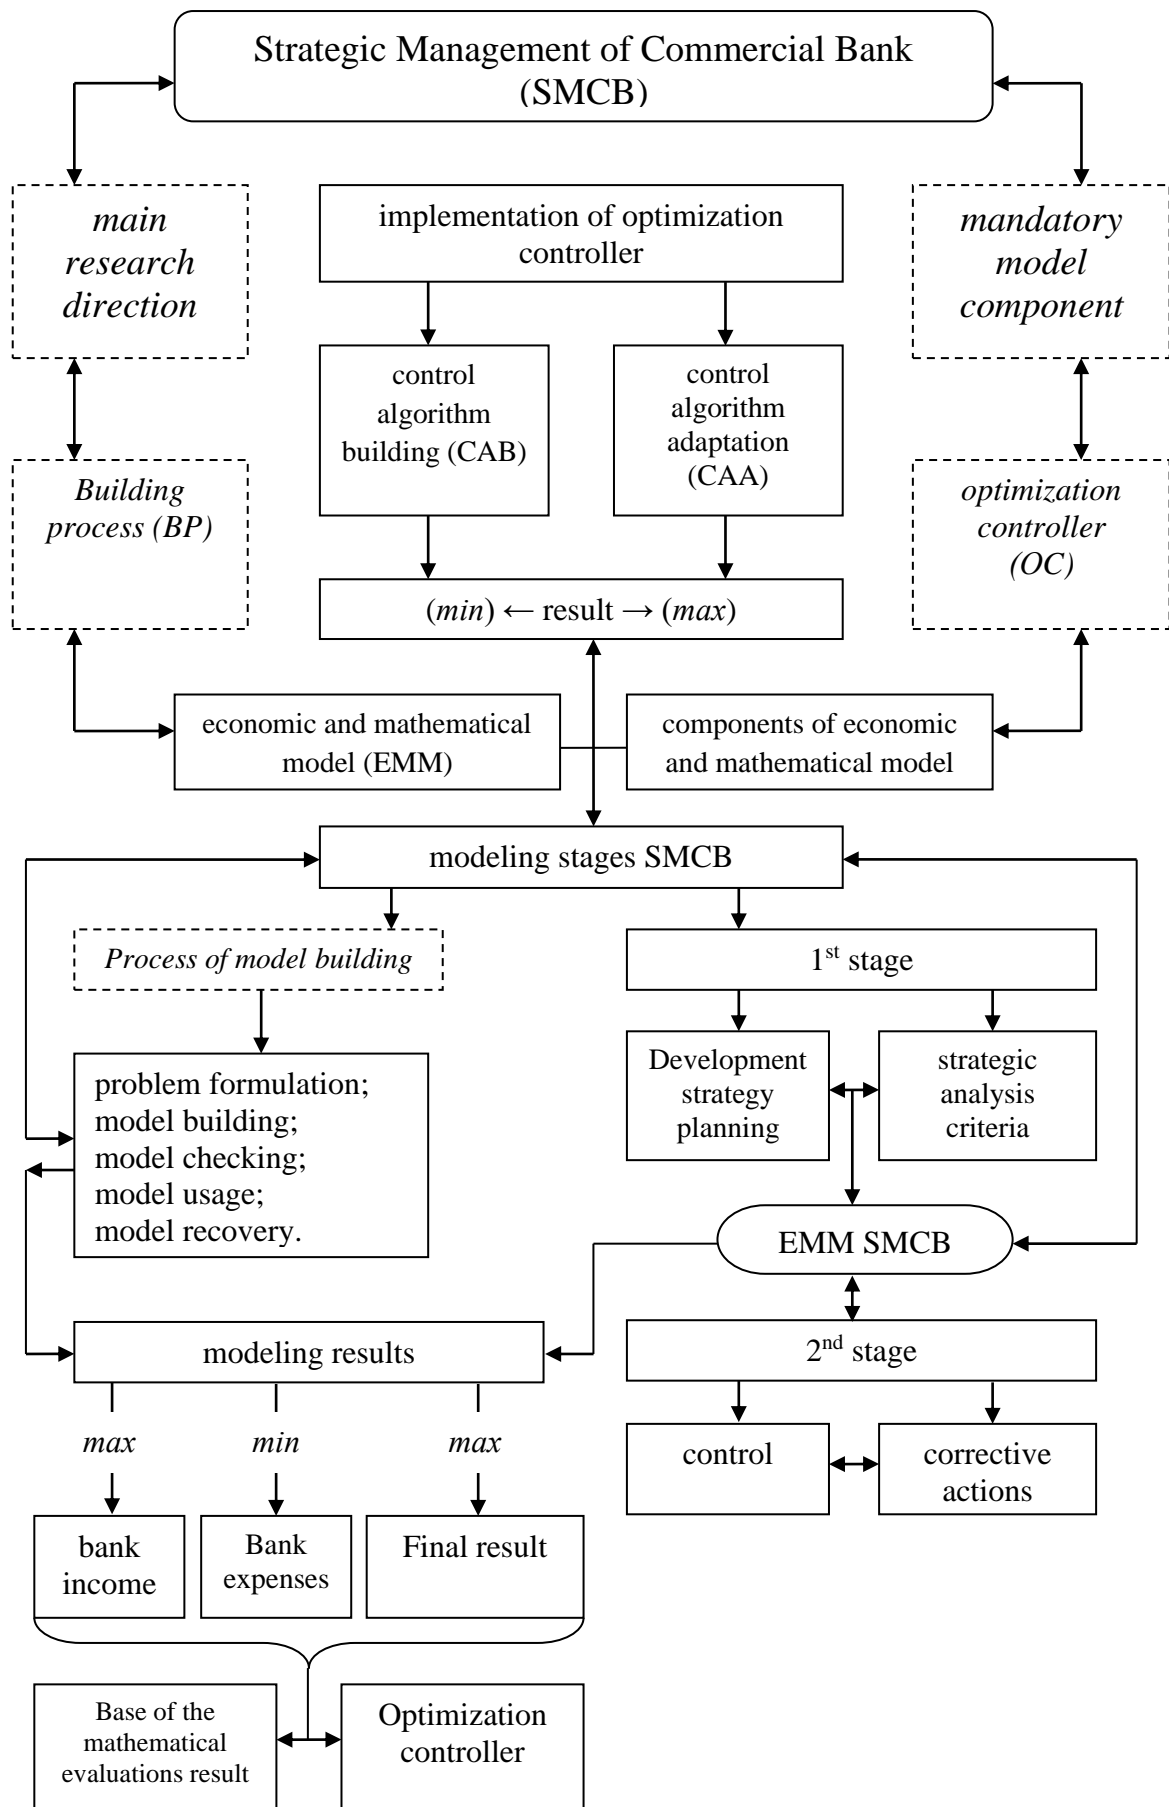 Strategic Management of Commercial Bank
(SMCB)
main
research
direction
implementation of optimization
controller
mandatory
model
component
control
algorithm
building (CAB)
control
algorithm
adaptation
(CAA)
Building
process (BP)
optimization
controller
(OC)
(min) ← result → (max)
economic and mathematical
model (EMM)
components of economic
and mathematical model
modeling stages SMCB
Process of model building
1st stage
problem formulation;
model building;
model checking;
model usage;
model recovery.
Development
strategy
planning
strategic
analysis
criteria
EMM SMCB
modeling results
2nd stage
max
min
max
control
corrective
actions
bank
income
Bank
expenses
Final result
Base of the
mathematical
evaluations result
Optimization
controller